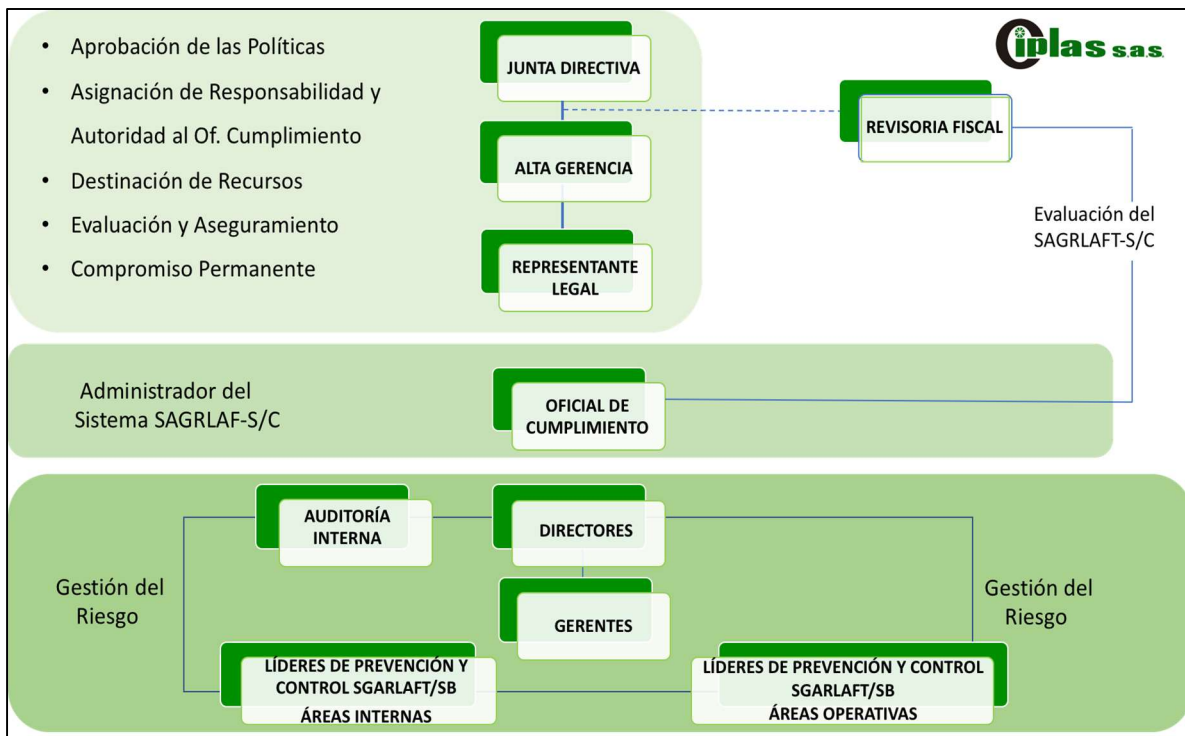 • Aprobación de las Políticas
• Asignación de Responsabilidad y
Autoridad al Of. Cumplimiento
• Destinación de Recursos
• Evaluación y Aseguramiento
• Compromiso Permanente
JUNTA DIRECTIVA
ALTA GERENCIA
REPRESENTANTE
LEGAL
Ciplas s.a.s.
REVISORIA FISCAL
Evaluación del
SAGRLAFT-S/C
Administrador del
Sistema SAGRLAF-S/C
OFICIAL DE
CUMPLIMIENTO
AUDITORÍA
INTERNA
DIRECTORES
GERENTES
Gestión del
Riesgo
Gestión del
Riesgo
LÍDERES DE PREVENCIÓN Y
CONTROL SGARLAFT/SB
ÁREAS INTERNAS
LÍDERES DE PREVENCIÓN Y CONTROL
SGARLAFT/SB
ÁREAS OPERATIVAS